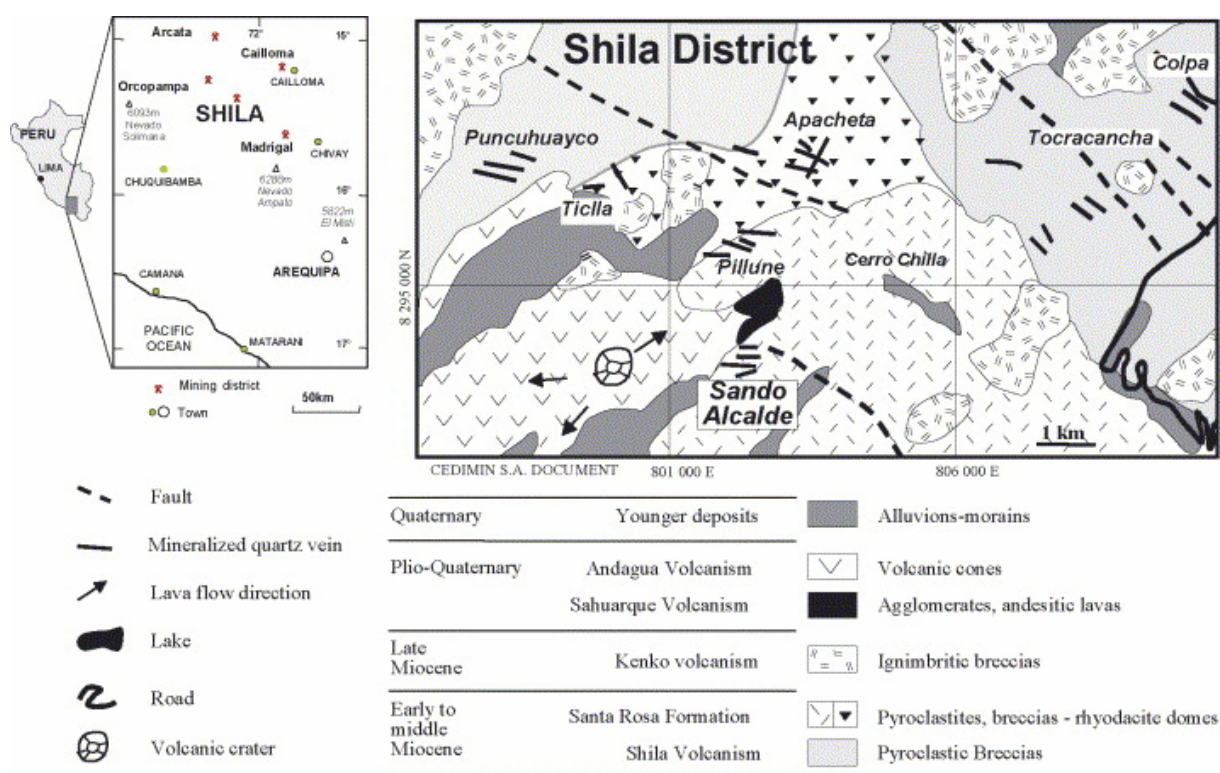 Arcata
72°
15°
Cailloma
CAILLOMA
Orcopampa
SHILA
6093m
Nevado
Solimana
PERU
LIMA
Madrigal
CHIVAY
CHUQUIBAMBA
6288m
Nevado
Ampato
16°
5822m
El Misti
AREQUIPA
CAMANA
PACIFIC
OCEAN
MATARANI
17°
Mining district
Town
50km
Shila District
Colpa
Puncuhuayco
Apacheta
Tocracancha
Ticlla
Pillune
Cerro Chilla
8 295 000 N
Sando
Alcalde
1 km
CEDIMIN S.A. DOCUMENT
801 000 E
806 000 E
Fault
Mineralized quartz vein
Lava flow direction
Lake
Road
Volcanic crater
Quaternary Younger deposits Alluvions-morains
Plio-Quaternary Andagua Volcanism Volcanic cones
Sahuarque Volcanism Agglomerates, andesitic lavas
Late
Miocene Kenko volcanism Ignimbritic breccias
Early to
middle
Miocene
Santa Rosa Formation Pyroclastites, breccias - rhyodacite domes
Shila Volcanism Pyroclastic Breccias